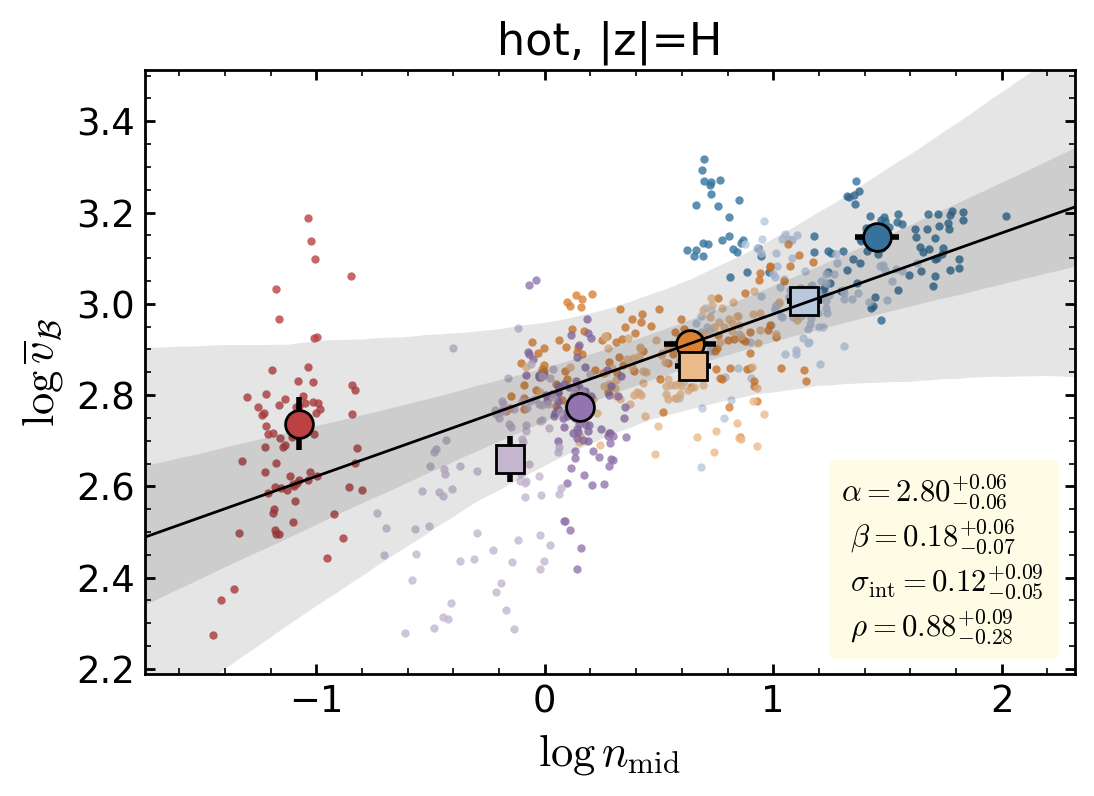 hot, |z|=H
log v̅_ℬ
3.4
3.2
3.0
2.8
2.6
2.4
2.2
α = 2.80^{+0.06}_{−0.06}
β = 0.18^{+0.06}_{−0.07}
σ_int = 0.12^{+0.09}_{−0.05}
ρ = 0.88^{+0.09}_{−0.28}
−1 0 1 2
log n_mid